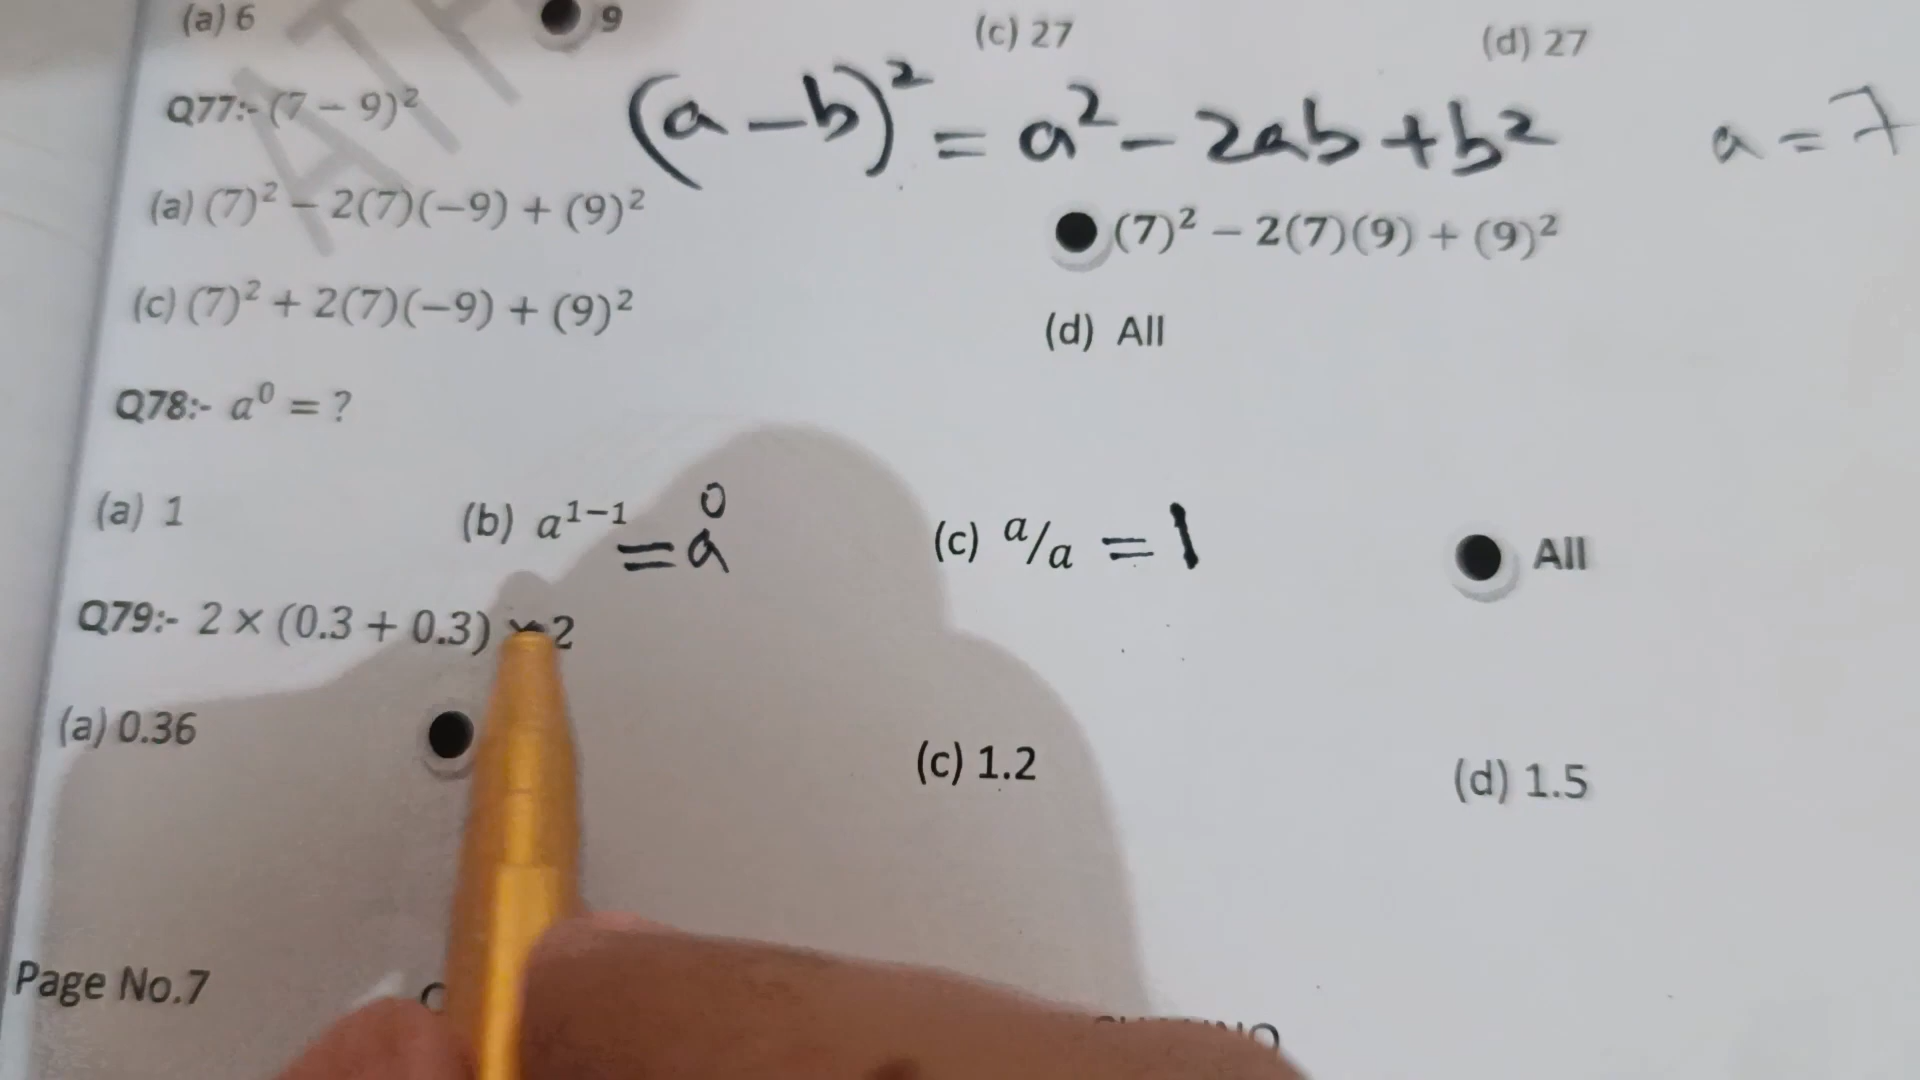 (a) 6 9 (c) 27 (d) 27
Q77:- (7 − 9)² (a − b)² = a² − 2ab + b² a = 7
(a) (7)² − 2(7)(−9) + (9)² (7)² − 2(7)(9) + (9)²
(c) (7)² + 2(7)(−9) + (9)² (d) All
Q78:- a⁰ = ?
(a) 1 (b) a¹⁻¹ = a⁰ (c) a/a = 1 All
Q79:- 2 × (0.3 + 0.3) × 2
(a) 0.36 (c) 1.2 (d) 1.5
Page No.7